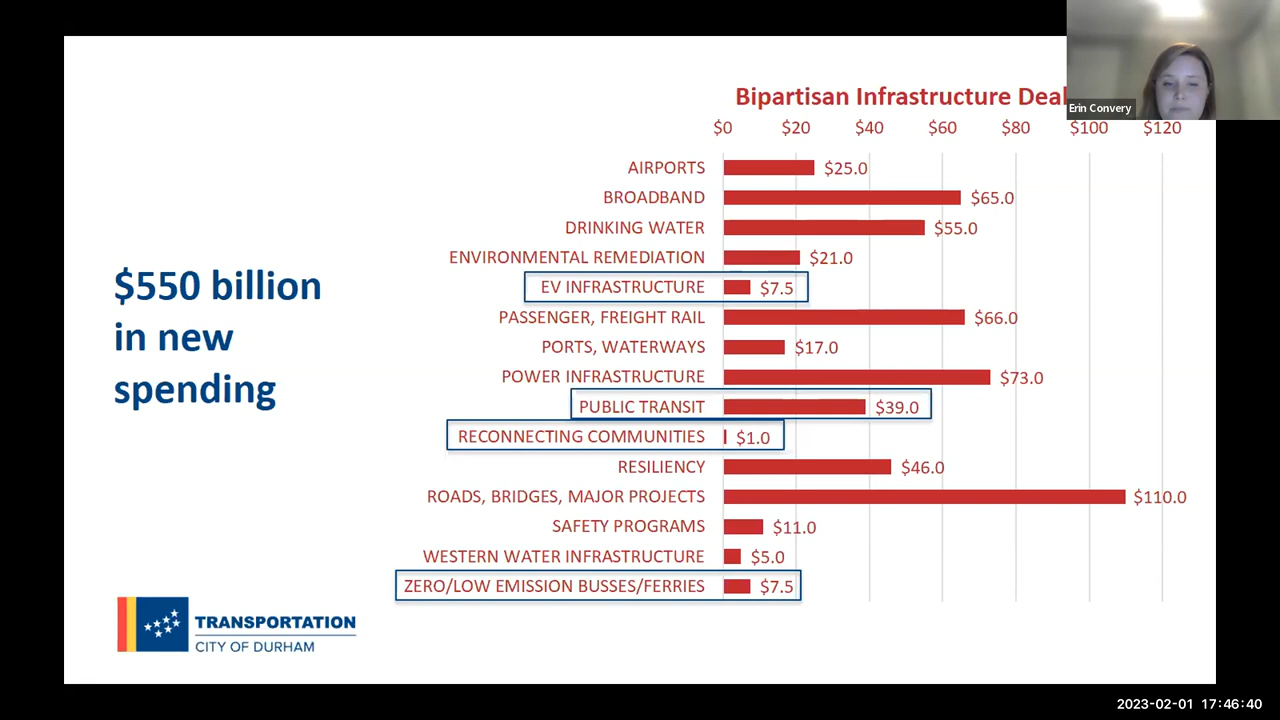 Bipartisan Infrastructure Deal
Erin Convery
$0 $20 $40 $60 $80 $100 $120
AIRPORTS $25.0
BROADBAND $65.0
DRINKING WATER $55.0
ENVIRONMENTAL REMEDIATION $21.0
EV INFRASTRUCTURE $7.5
PASSENGER, FREIGHT RAIL $66.0
PORTS, WATERWAYS $17.0
POWER INFRASTRUCTURE $73.0
PUBLIC TRANSIT $39.0
RECONNECTING COMMUNITIES $1.0
RESILIENCY $46.0
ROADS, BRIDGES, MAJOR PROJECTS $110.0
SAFETY PROGRAMS $11.0
WESTERN WATER INFRASTRUCTURE $5.0
ZERO/LOW EMISSION BUSSES/FERRIES $7.5
$550 billion
in new
spending
TRANSPORTATION
CITY OF DURHAM
2023-02-01 17:46:40